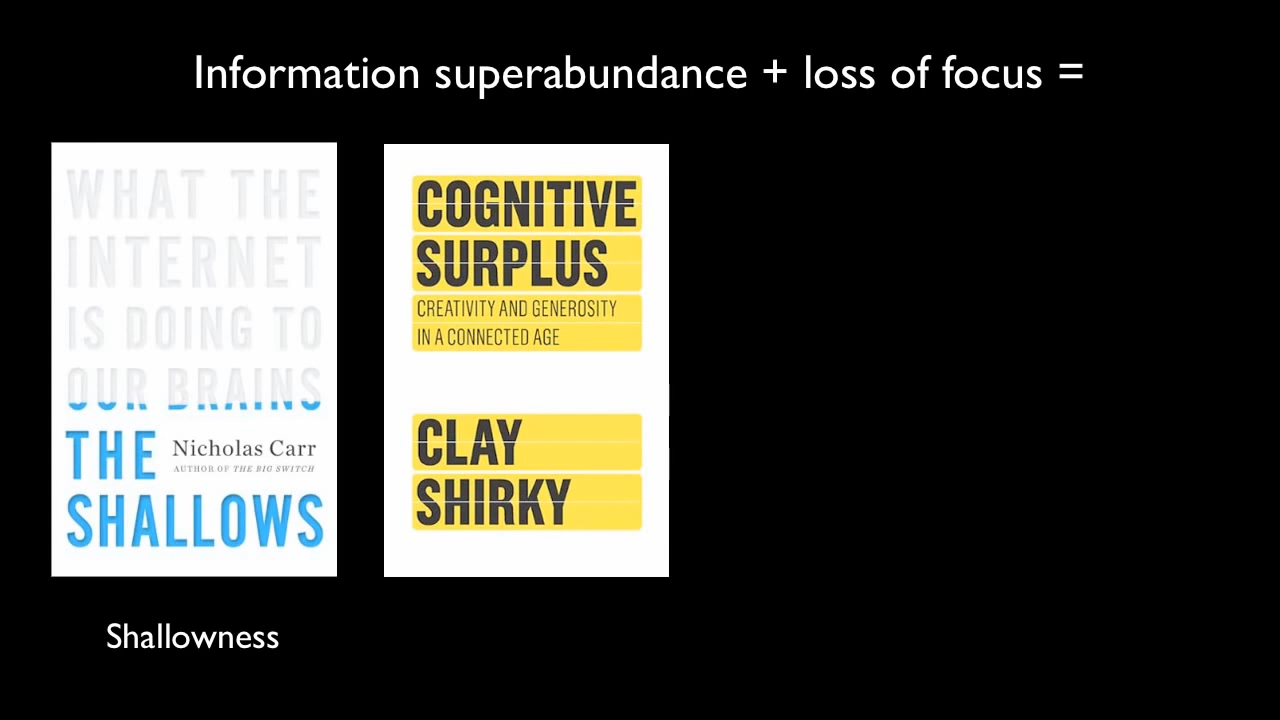 Information superabundance + loss of focus =
WHAT THE
INTERNET
IS DOING TO
OUR BRAINS
THE
Nicholas Carr
AUTHOR OF THE BIG SWITCH
SHALLOWS
COGNITIVE
SURPLUS
CREATIVITY AND GENEROSITY
IN A CONNECTED AGE
CLAY
SHIRKY
Shallowness